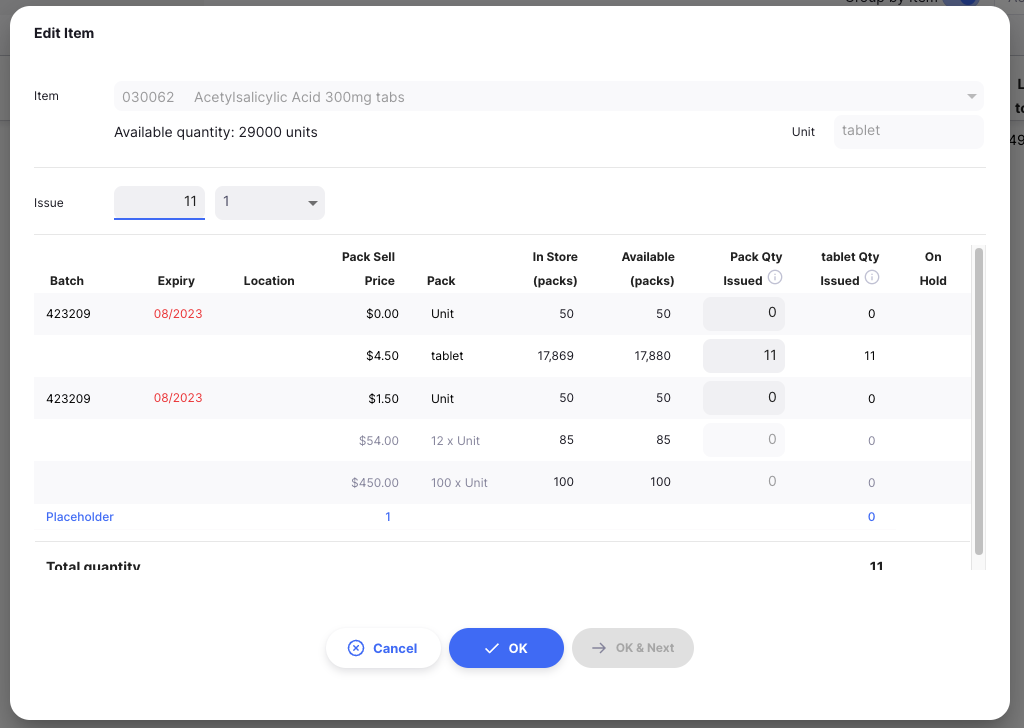 Edit Item
Item 030062 Acetylsalicylic Acid 300mg tabs
Available quantity: 29000 units Unit tablet
Issue 11 1
Pack Sell In Store Available Pack Qty tablet Qty On
Batch Expiry Location Price Pack (packs) (packs) Issued Issued Hold
423209 08/2023 $0.00 Unit 50 50 0 0
$4.50 tablet 17,869 17,880 11 11
423209 08/2023 $1.50 Unit 50 50 0 0
$54.00 12 x Unit 85 85 0 0
$450.00 100 x Unit 100 100 0 0
Placeholder 1 0
Total quantity 11
Cancel OK OK & Next